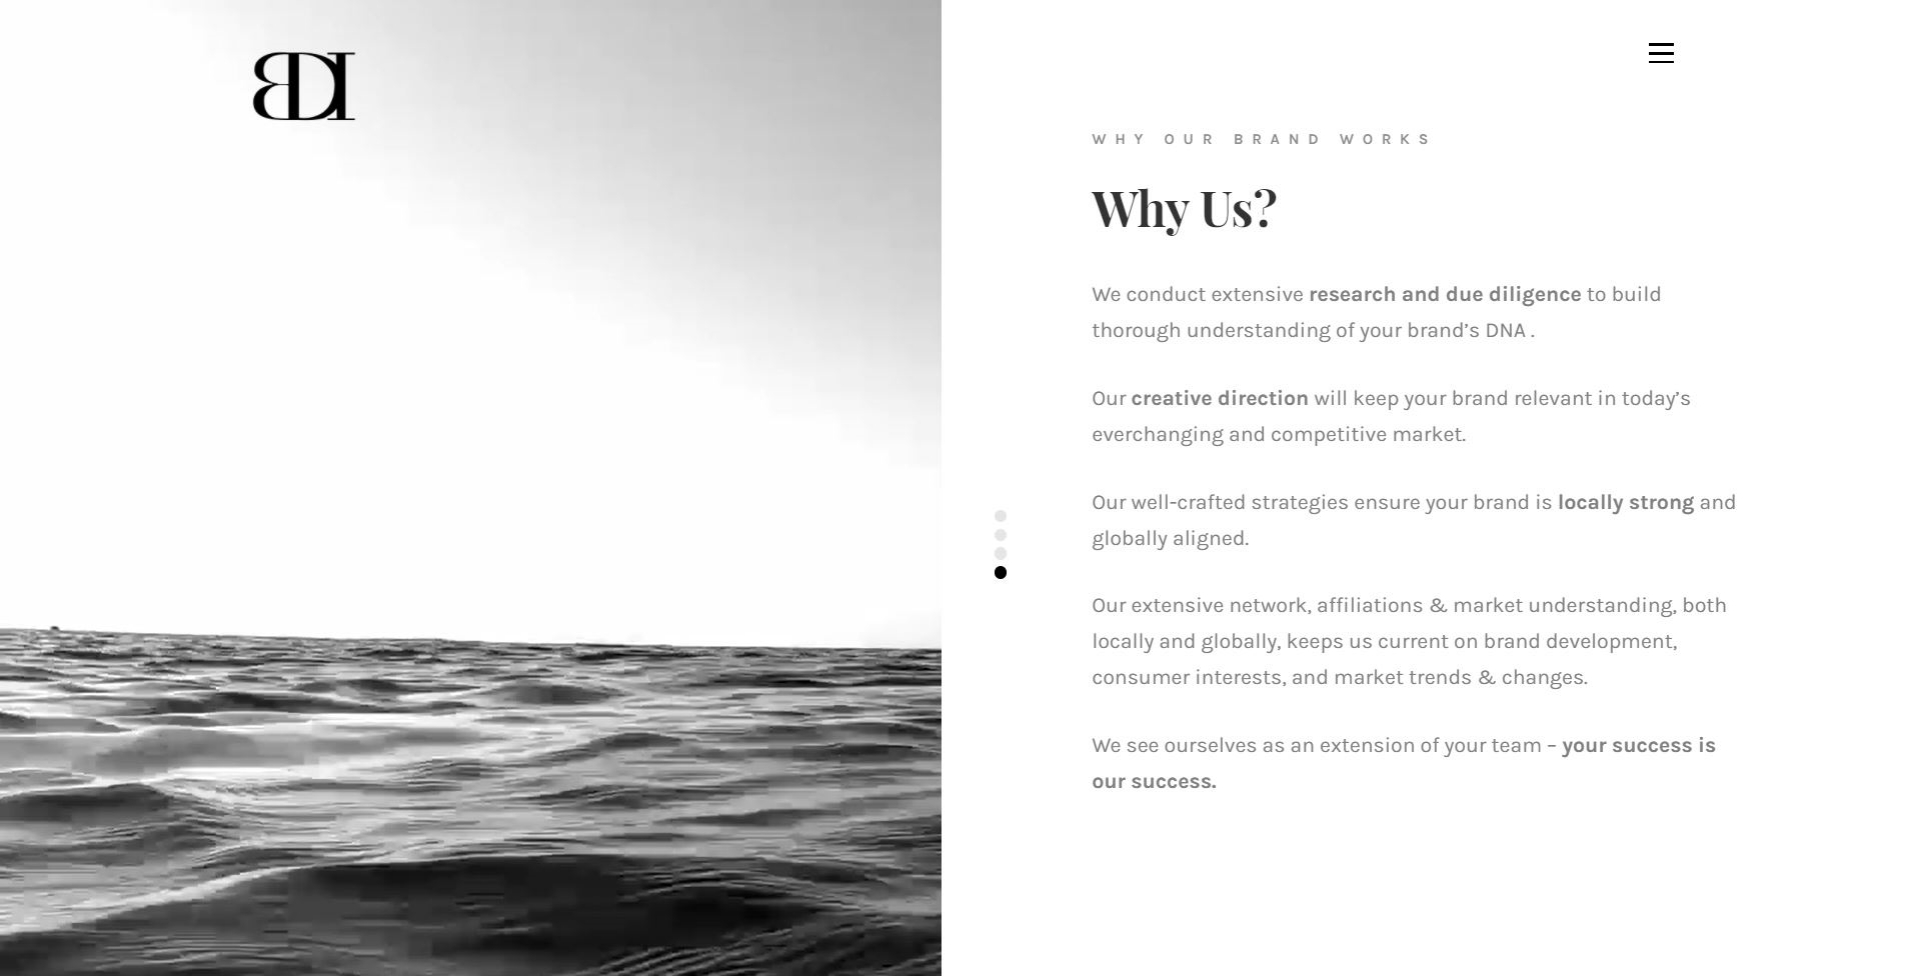 BDI
WHY OUR BRAND WORKS
Why Us?
We conduct extensive research and due diligence to build
thorough understanding of your brand’s DNA .
Our creative direction will keep your brand relevant in today’s
everchanging and competitive market.
Our well-crafted strategies ensure your brand is locally strong and
globally aligned.
Our extensive network, affiliations & market understanding, both
locally and globally, keeps us current on brand development,
consumer interests, and market trends & changes.
We see ourselves as an extension of your team – your success is
our success.